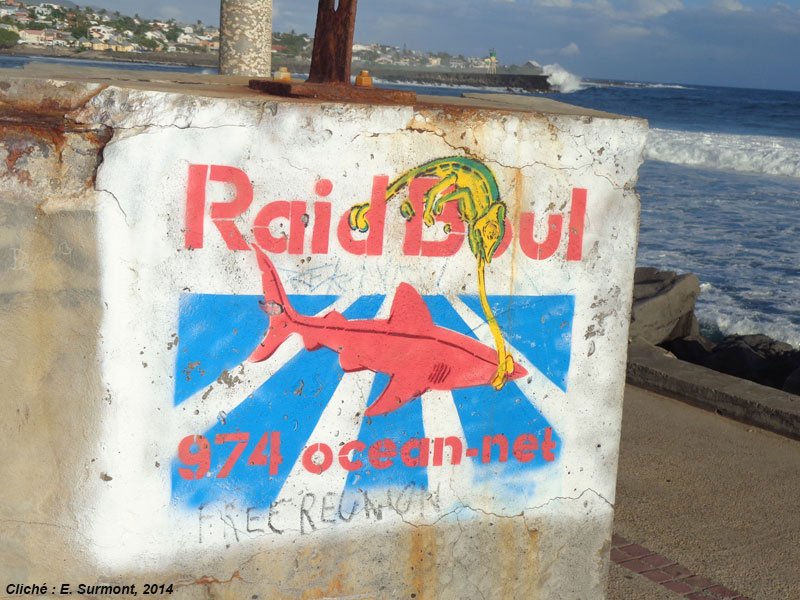 Raid Boul
974 ocean-net
FREE REUNION
Cliché : E. Surmont, 2014